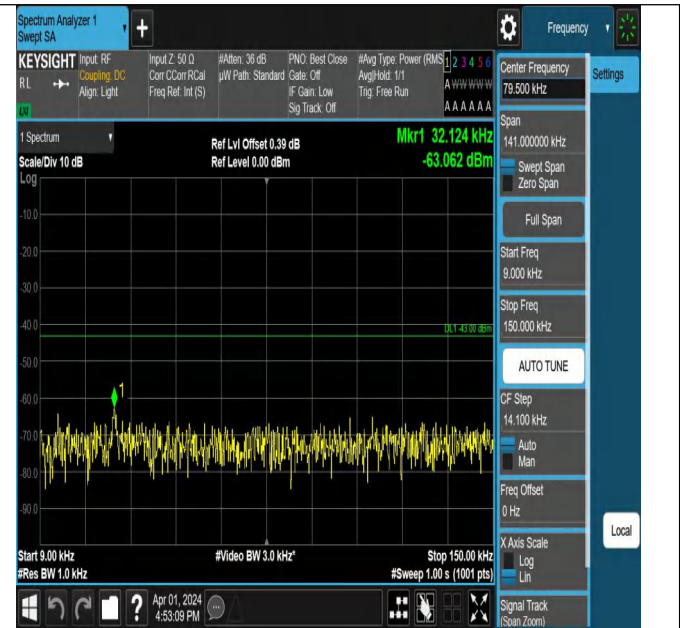 Spectrum Analyzer 1
Swept SA
+
Frequency
KEYSIGHT
RL
Input: RF
Coupling: DC
Align: Light
Input Z: 50 Ω
Corr CCorr RCal
Freq Ref: Int (S)
#Atten: 36 dB
µW Path: Standard
PNO: Best Close
Gate: Off
IF Gain: Low
Sig Track: Off
#Avg Type: Power (RMS
Avg|Hold: 1/1
Trig: Free Run
1 2 3 4 5 6
A W W W W W
A A A A A A
1 Spectrum
Scale/Div 10 dB
Log
Ref Lvl Offset 0.39 dB
Ref Level 0.00 dBm
Mkr1 32.124 kHz
-63.062 dBm
-10.0
-20.0
-30.0
-40.0
-50.0
-60.0
-70.0
-80.0
-90.0
DL1 -43.00 dBm
1
Start 9.00 kHz
#Res BW 1.0 kHz
#Video BW 3.0 kHz*
Stop 150.00 kHz
#Sweep 1.00 s (1001 pts)
?
Apr 01, 2024
4:53:09 PM
Center Frequency
79.500 kHz
Settings
Span
141.000000 kHz
Swept Span
Zero Span
Full Span
Start Freq
9.000 kHz
Stop Freq
150.000 kHz
AUTO TUNE
CF Step
14.100 kHz
Auto
Man
Freq Offset
0 Hz
X Axis Scale
Log
Lin
Local
Signal Track
(Span Zoom)